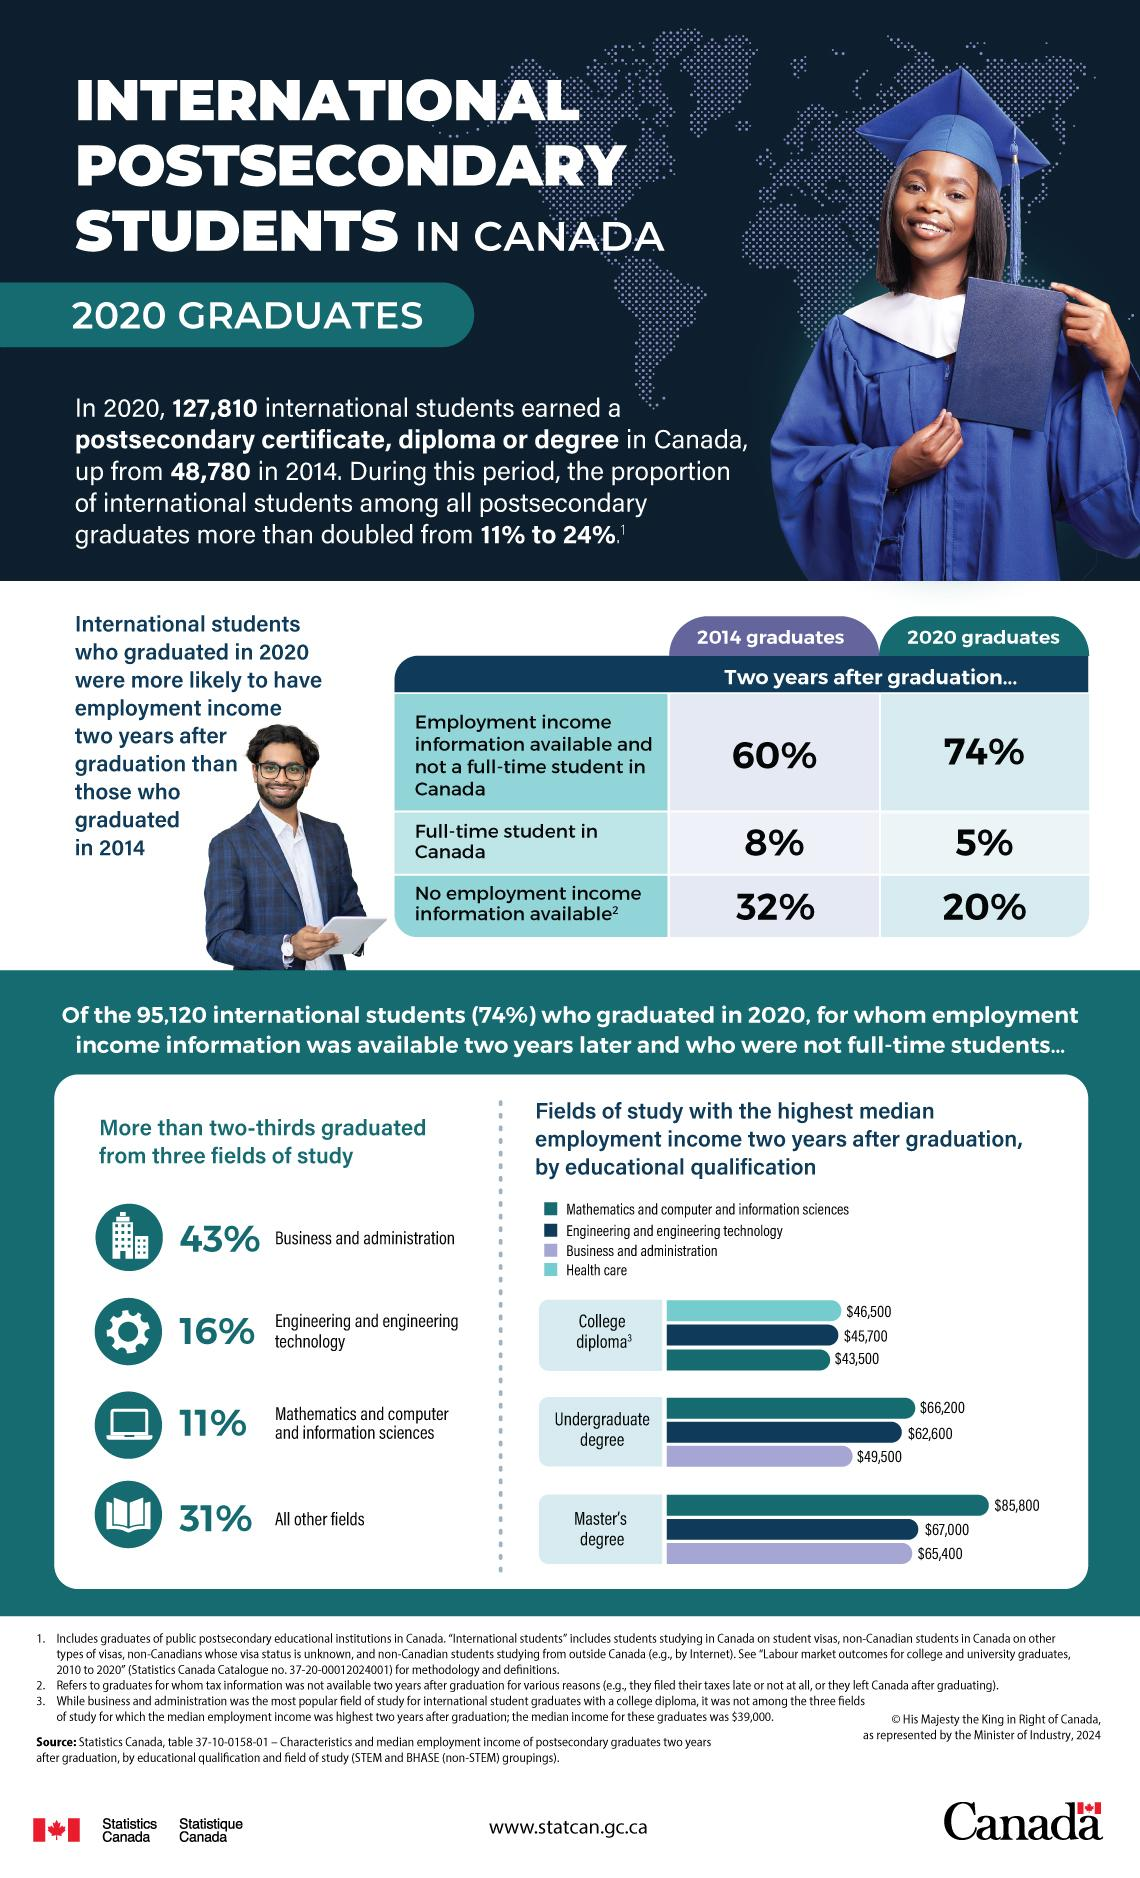 INTERNATIONAL
POSTSECONDARY
STUDENTS IN CANADA
2020 GRADUATES
In 2020, 127,810 international students earned a
postsecondary certificate, diploma or degree in Canada,
up from 48,780 in 2014. During this period, the proportion
of international students among all postsecondary
graduates more than doubled from 11% to 24%.1
International students
who graduated in 2020
were more likely to have
employment income
two years after
graduation than
those who
graduated
in 2014
2014 graduates 2020 graduates
Two years after graduation...
Employment income
information available and
not a full-time student in
Canada
60% 74%
Full-time student in
Canada
8% 5%
No employment income
information available2
32% 20%
Of the 95,120 international students (74%) who graduated in 2020, for whom employment
income information was available two years later and who were not full-time students...
More than two-thirds graduated
from three fields of study
43% Business and administration
16% Engineering and engineering
technology
11% Mathematics and computer
and information sciences
31% All other fields
Fields of study with the highest median
employment income two years after graduation,
by educational qualification
Mathematics and computer and information sciences
Engineering and engineering technology
Business and administration
Health care
College
diploma3
$46,500
$45,700
$43,500
Undergraduate
degree
$66,200
$62,600
$49,500
Master's
degree
$85,800
$67,000
$65,400
1. Includes graduates of public postsecondary educational institutions in Canada. “International students” includes students studying in Canada on student visas, non-Canadian students in Canada on other
types of visas, non-Canadians whose visa status is unknown, and non-Canadian students studying from outside Canada (e.g., by Internet). See “Labour market outcomes for college and university graduates,
2010 to 2020” (Statistics Canada Catalogue no. 37-20-00012024001) for methodology and definitions.
2. Refers to graduates for whom tax information was not available two years after graduation for various reasons (e.g., they filed their taxes late or not at all, or they left Canada after graduating).
3. While business and administration was the most popular field of study for international student graduates with a college diploma, it was not among the three fields
of study for which the median employment income was highest two years after graduation; the median income for these graduates was $39,000.
Source: Statistics Canada, table 37-10-0158-01 – Characteristics and median employment income of postsecondary graduates two years
after graduation, by educational qualification and field of study (STEM and BHASE (non-STEM) groupings).
© His Majesty the King in Right of Canada,
as represented by the Minister of Industry, 2024
Statistics Statistique
Canada Canada
www.statcan.gc.ca
Canada